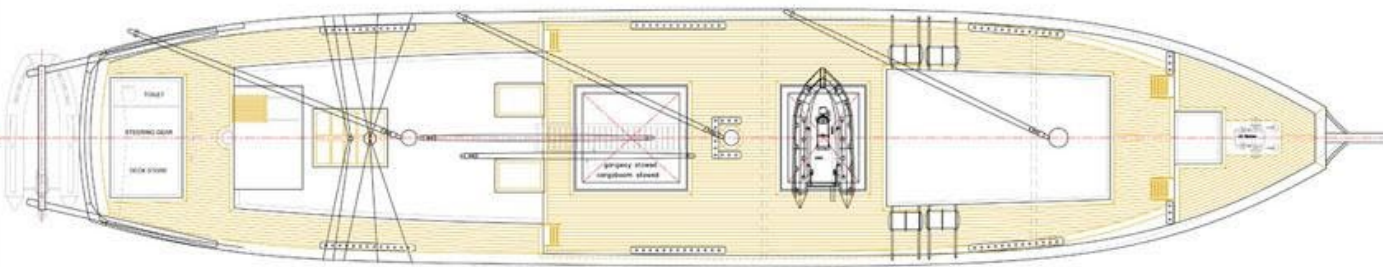 TOILET
STEERING GEAR
DECK STORE
gangway stowed
cargoboom stowed